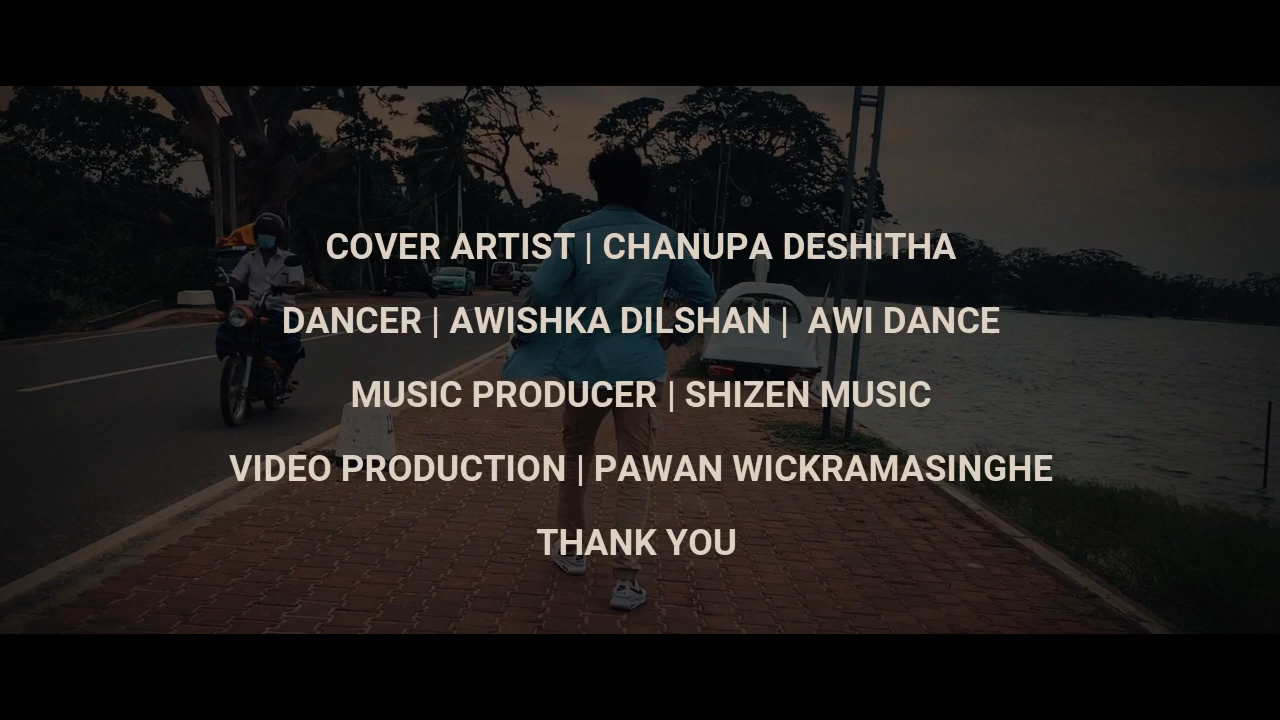 COVER ARTIST | CHANUPA DESHITHA
DANCER | AWISHKA DILSHAN |  AWI DANCE
MUSIC PRODUCER | SHIZEN MUSIC
VIDEO PRODUCTION | PAWAN WICKRAMASINGHE
THANK YOU